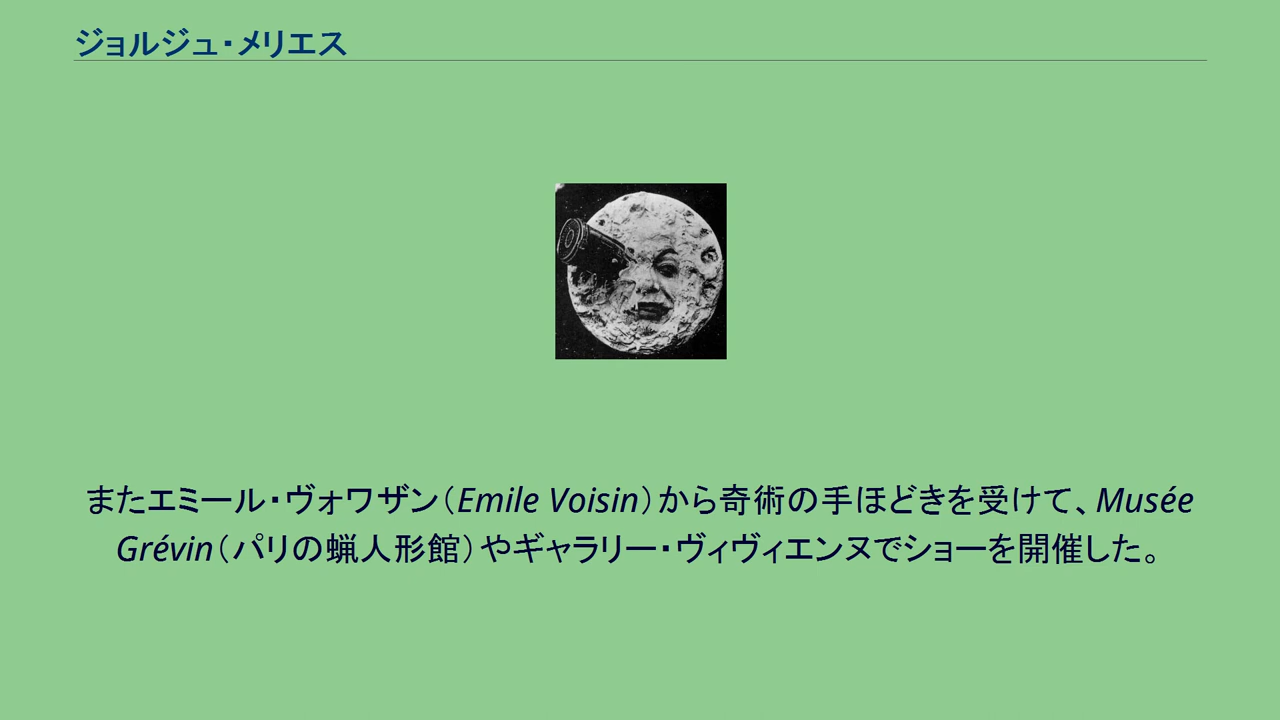 ジョルジュ・メリエス
またエミール・ヴォワザン（Emile Voisin）から奇術の手ほどきを受けて、Musée
Grévin（パリの蝋人形館）やギャラリー・ヴィヴィエンヌでショーを開催した。